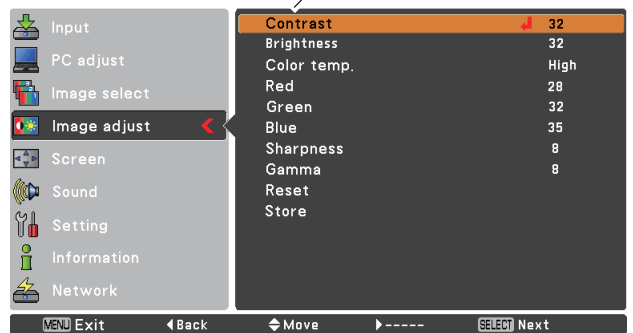 Input
PC adjust
Image select
Image adjust
Screen
Sound
Setting
Information
Network
Contrast 32
Brightness 32
Color temp. High
Red 28
Green 32
Blue 35
Sharpness 8
Gamma 8
Reset
Store
MENU Exit Back Move ----- SELECT Next